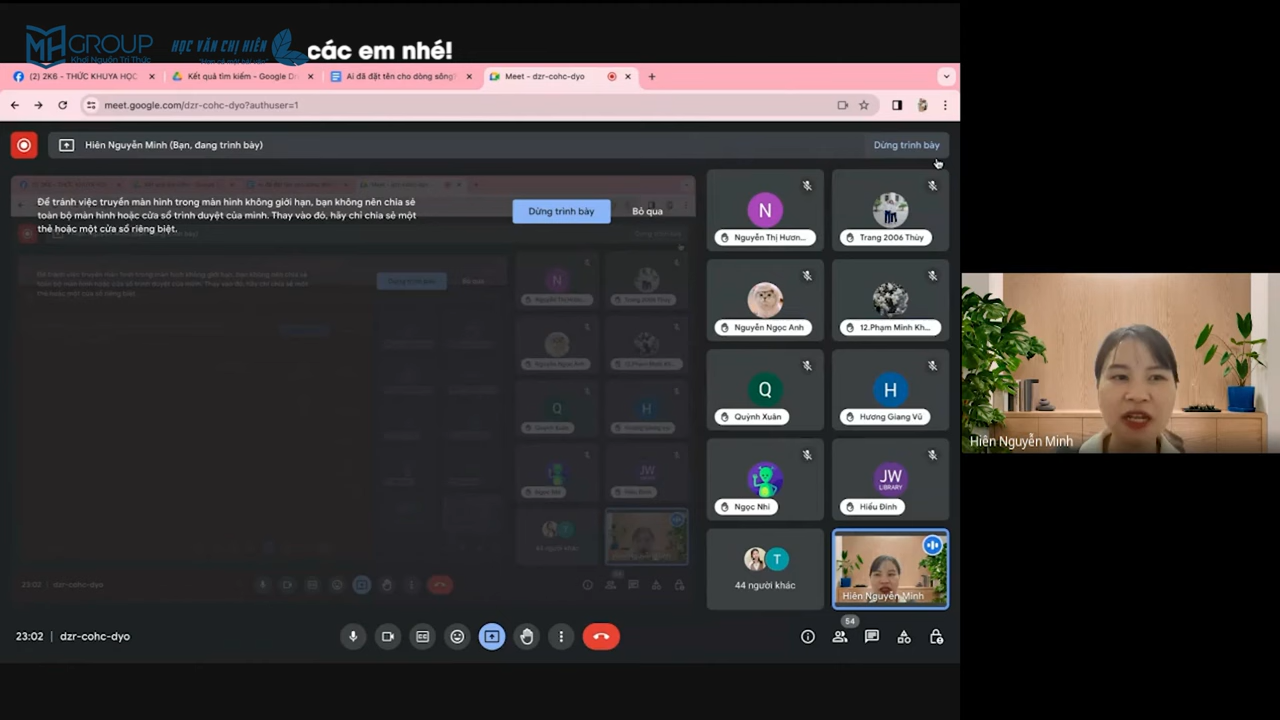 MH GROUP
Khơi Nguồn Tri Thức
HỌC VĂN CHỊ HIÊN
các em nhé!
(2) 2K6 - THỨC KHUYA HỌC
Kết quả tìm kiếm - Google Dr
Ai đã đặt tên cho dòng sông?
Meet - dzr-cohc-dyo
meet.google.com/dzr-cohc-dyo?authuser=1
Hiên Nguyễn Minh (Bạn, đang trình bày)
Dừng trình bày
Để tránh việc truyền màn hình trong màn hình không giới hạn, bạn không nên chia sẻ
toàn bộ màn hình hoặc cửa sổ trình duyệt của mình. Thay vào đó, hãy chỉ chia sẻ một
thẻ hoặc một cửa sổ riêng biệt.
Dừng trình bày
Bỏ qua
N
Nguyễn Thị Hươn...
Trang 2006 Thùy
Nguyễn Ngọc Anh
12.Phạm Minh Kh...
Q
Quỳnh Xuân
H
Hương Giang Vũ
Ngọc Nhi
JW
LIBRARY
Hiếu Đinh
T
44 người khác
Hiên Nguyễn Minh
Hiên Nguyễn Minh
23:02 | dzr-cohc-dyo
54